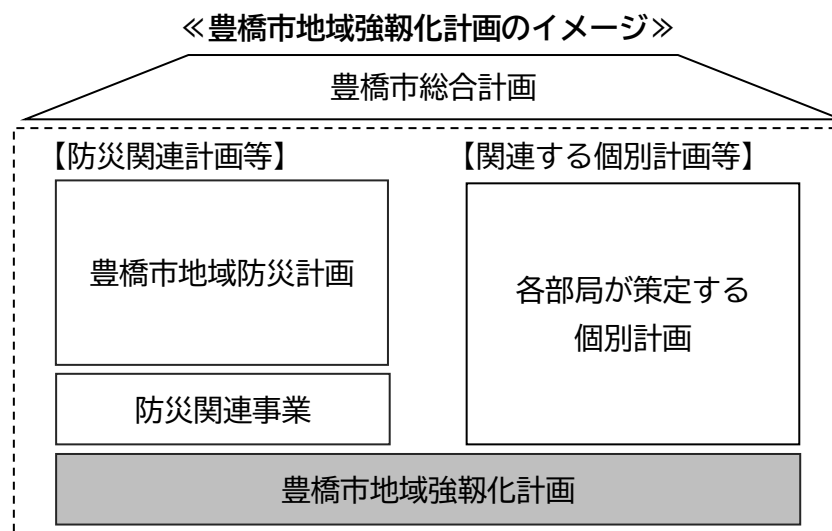 ≪豊橋市地域強靱化計画のイメージ≫
豊橋市総合計画
【防災関連計画等】
豊橋市地域防災計画
防災関連事業
【関連する個別計画等】
各部局が策定する
個別計画
豊橋市地域強靱化計画